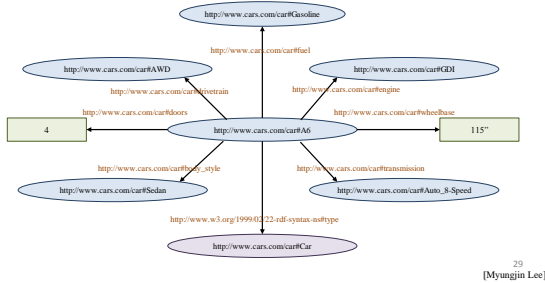 http://www.cars.com/car#Gasoline
http://www.cars.com/car#fuel
http://www.cars.com/car#AWD
http://www.cars.com/car#GDI
http://www.cars.com/car#drivetrain
http://www.cars.com/car#engine
http://www.cars.com/car#doors
http://www.cars.com/car#wheelbase
4
http://www.cars.com/car#A6
115”
http://www.cars.com/car#body_style
http://www.cars.com/car#transmission
http://www.cars.com/car#Sedan
http://www.cars.com/car#Auto_8-Speed
http://www.w3.org/1999/02/22-rdf-syntax-ns#type
http://www.cars.com/car#Car
29
[Myungjin Lee]